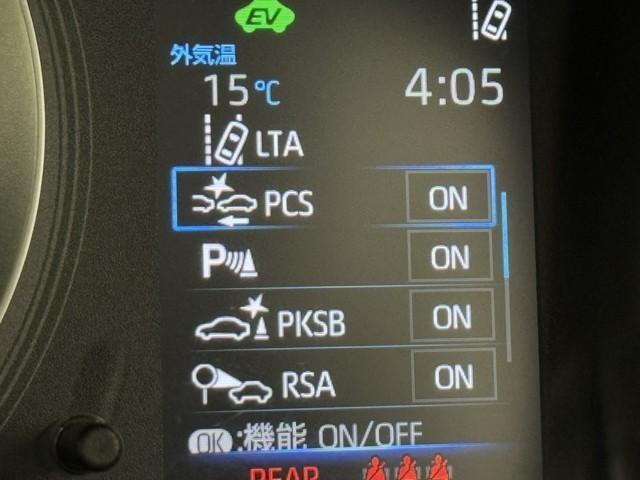 EV
外気温
15℃ 4:05
LTA
PCS ON
P ON
PKSB ON
RSA ON
OK:機能 ON/OFF
REAR